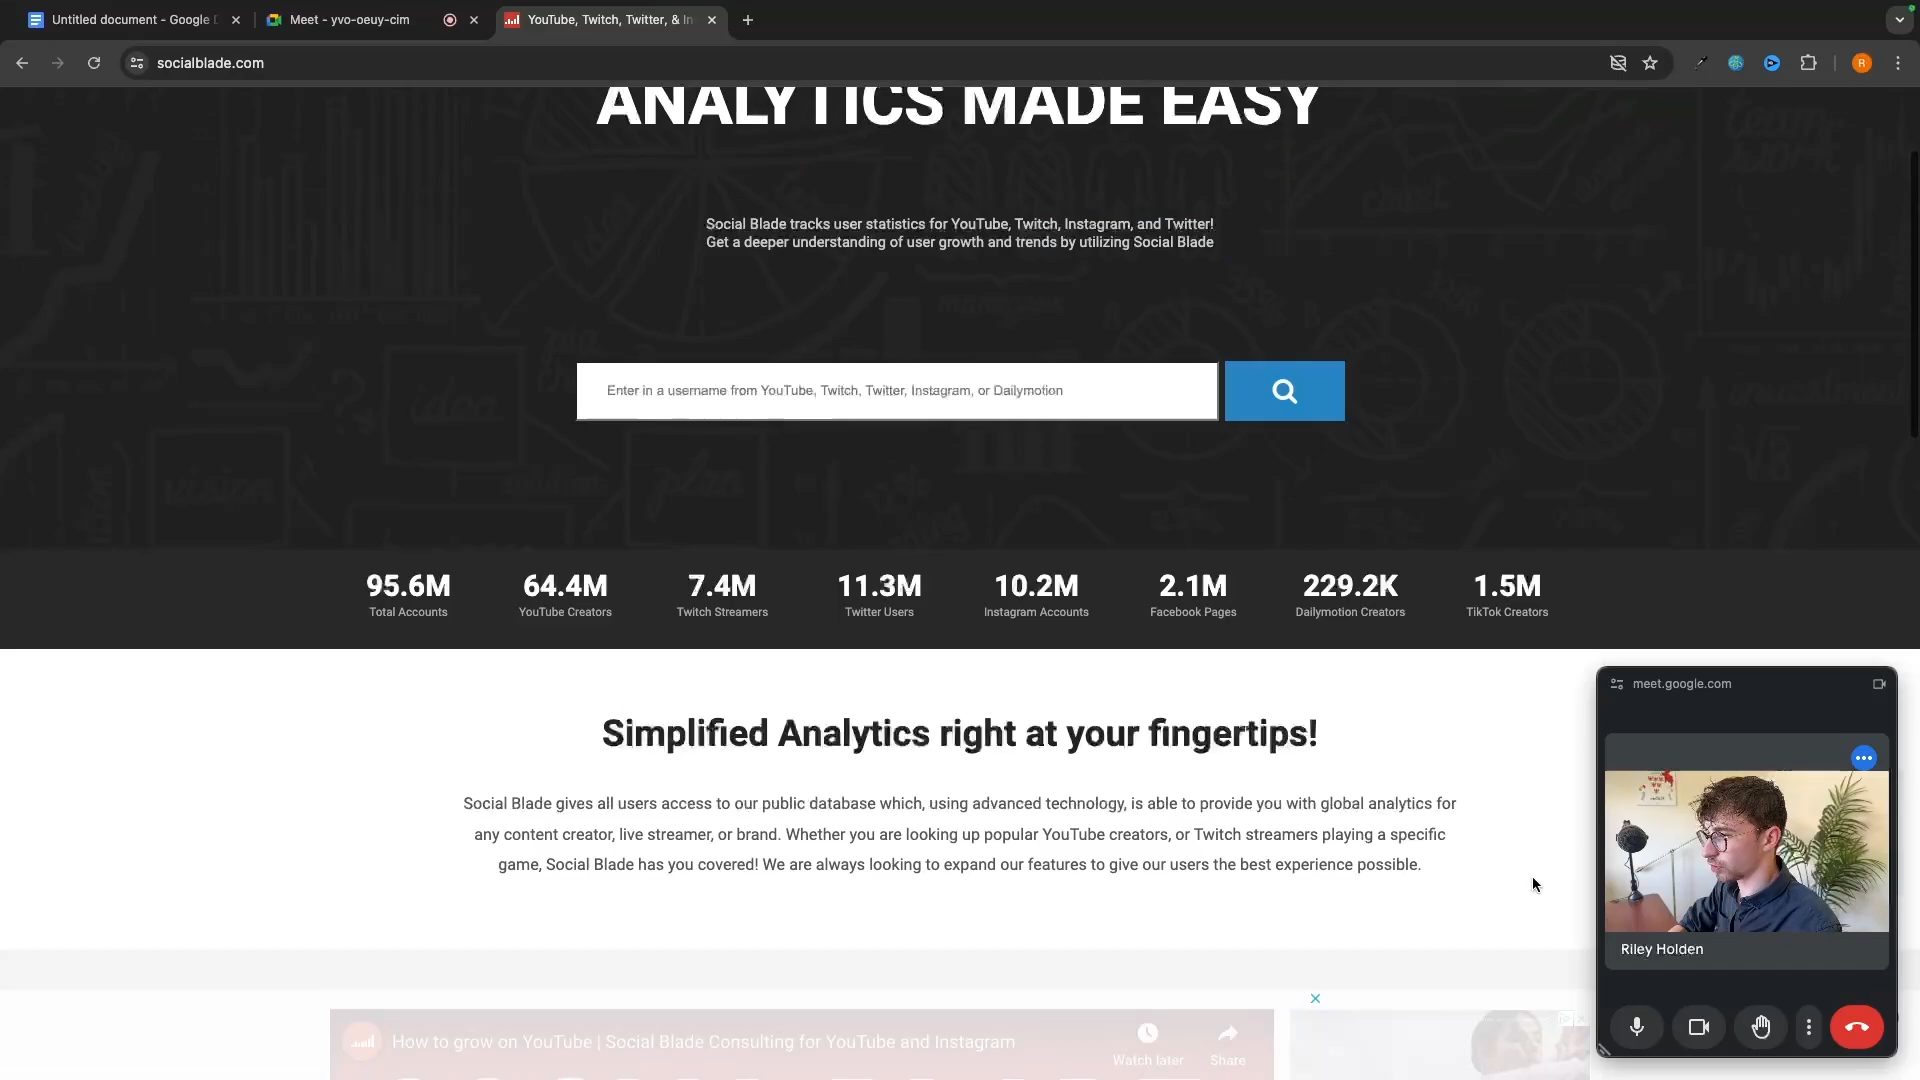 Untitled document - Google D
Meet - yvo-oeuy-cim
YouTube, Twitch, Twitter, & In
socialblade.com
R
ANALYTICS MADE EASY
Social Blade tracks user statistics for YouTube, Twitch, Instagram, and Twitter!
Get a deeper understanding of user growth and trends by utilizing Social Blade
Enter in a username from YouTube, Twitch, Twitter, Instagram, or Dailymotion
idea
vision
plan
95.6M
64.4M
7.4M
11.3M
10.2M
2.1M
229.2K
1.5M
Total Accounts
YouTube Creators
Twitch Streamers
Twitter Users
Instagram Accounts
Facebook Pages
Dailymotion Creators
TikTok Creators
Simplified Analytics right at your fingertips!
Social Blade gives all users access to our public database which, using advanced technology, is able to provide you with global analytics for
any content creator, live streamer, or brand. Whether you are looking up popular YouTube creators, or Twitch streamers playing a specific
game, Social Blade has you covered! We are always looking to expand our features to give our users the best experience possible.
How to grow on YouTube | Social Blade Consulting for YouTube and Instagram
Watch later
Share
meet.google.com
Riley Holden